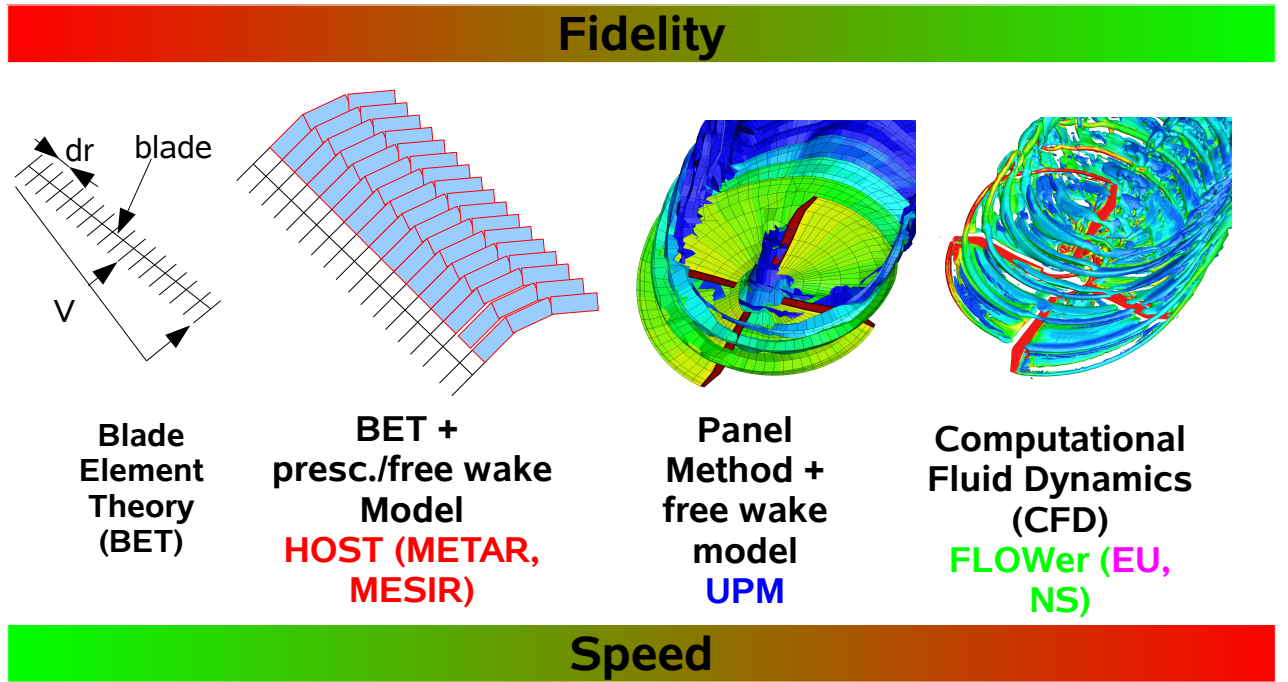 Fidelity
dr
blade
V
Blade
Element
Theory
(BET)
BET +
presc./free wake
Model
HOST (METAR,
MESIR)
Panel
Method +
free wake
model
UPM
Computational
Fluid Dynamics
(CFD)
FLOWer (EU,
NS)
Speed